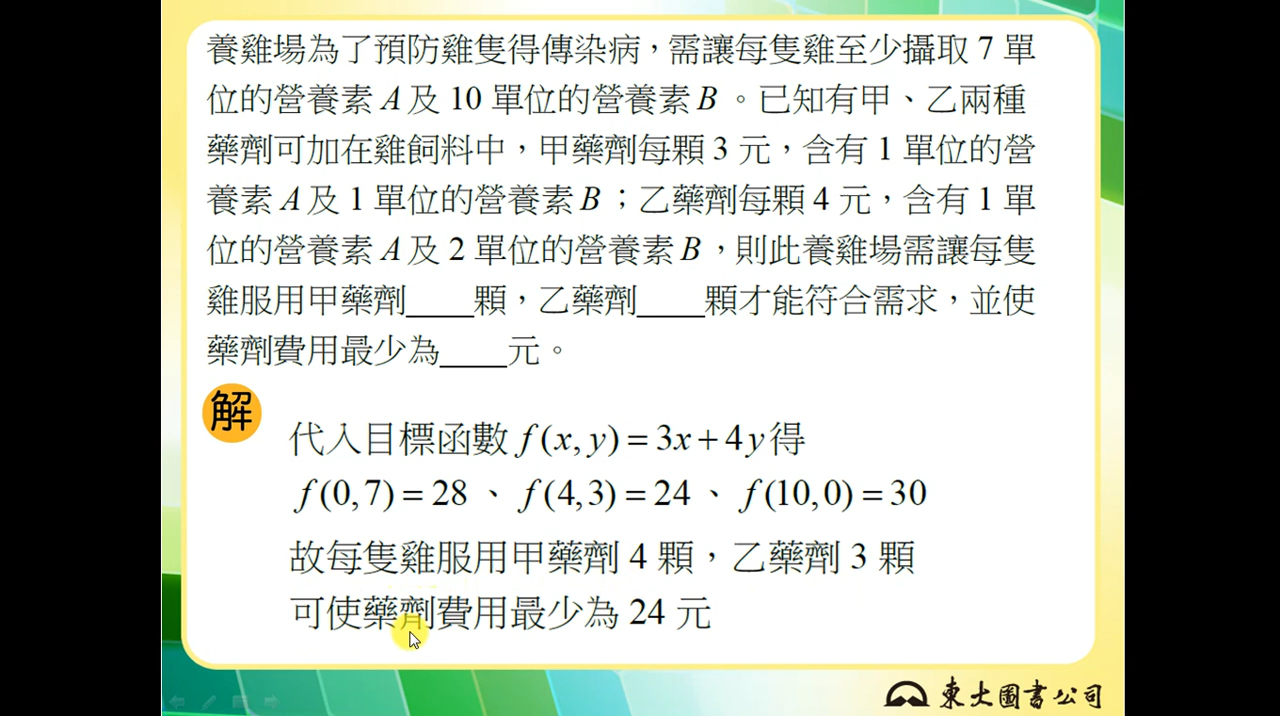 養雞場為了預防雞隻得傳染病，需讓每隻雞至少攝取 7 單
位的營養素 A 及 10 單位的營養素 B 。已知有甲、乙兩種
藥劑可加在雞飼料中，甲藥劑每顆 3 元，含有 1 單位的營
養素 A 及 1 單位的營養素 B；乙藥劑每顆 4 元，含有 1 單
位的營養素 A 及 2 單位的營養素 B，則此養雞場需讓每隻
雞服用甲藥劑____顆，乙藥劑____顆才能符合需求，並使
藥劑費用最少為____元。
解
代入目標函數 f(x, y) = 3x + 4y 得
f(0, 7) = 28 、 f(4, 3) = 24 、 f(10, 0) = 30
故每隻雞服用甲藥劑 4 顆，乙藥劑 3 顆
可使藥劑費用最少為 24 元
東大圖書公司